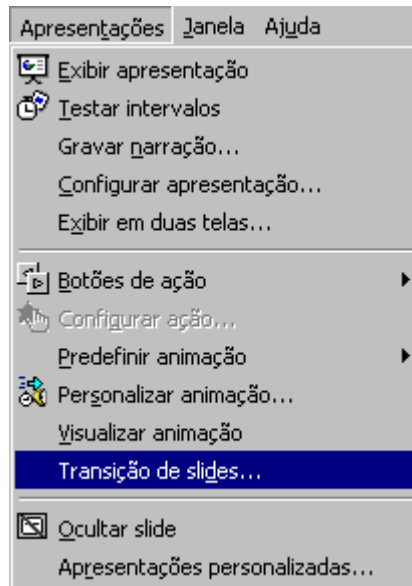 Apresentações Janela Ajuda
Exibir apresentação
Testar intervalos
Gravar narração...
Configurar apresentação...
Exibir em duas telas...
Botões de ação
Configurar ação...
Predefinir animação
Personalizar animação...
Visualizar animação
Transição de slides...
Ocultar slide
Apresentações personalizadas...